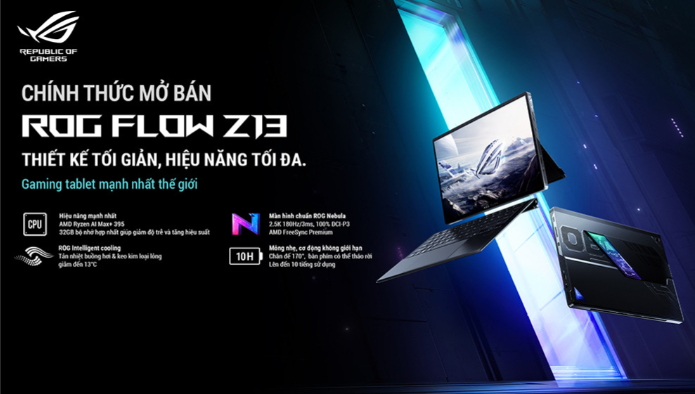 REPUBLIC OF
GAMERS
CHÍNH THỨC MỞ BÁN
ROG FLOW Z13
THIẾT KẾ TỐI GIẢN, HIỆU NĂNG TỐI ĐA.
Gaming tablet mạnh nhất thế giới
CPU
Hiệu năng mạnh nhất
AMD Ryzen AI Max+ 395
32GB bộ nhớ hợp nhất giúp giảm độ trễ và tăng hiệu suất
N
Màn hình chuẩn ROG Nebula
2.5K 180Hz/3ms, 100% DCI-P3
AMD FreeSync Premium
ROG Intelligent cooling
Tản nhiệt buồng hơi & keo kim loại lỏng
giảm đến 13°C
10H
Mỏng nhẹ, cơ động không giới hạn
Chân đế 170°, bàn phím có thể tháo rời
Lên đến 10 tiếng sử dụng